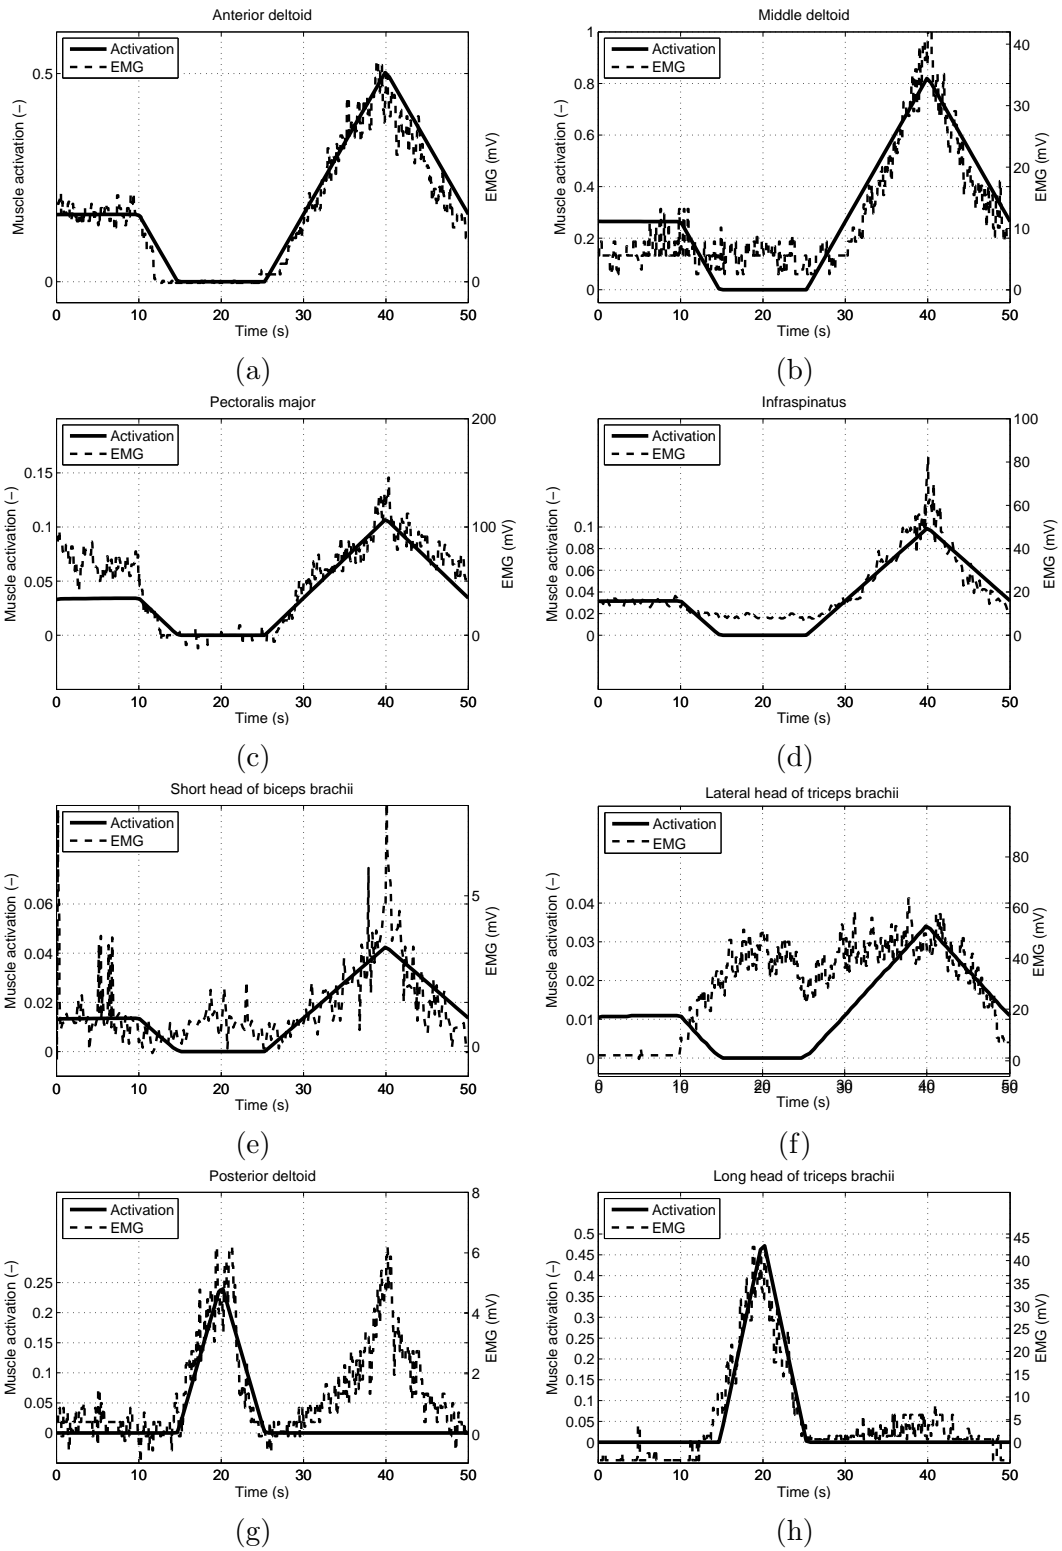 Anterior deltoid
Activation
EMG
Muscle activation (−)
0.5
0
EMG (mV)
0
0 10 20 30 40 50
Time (s)
(a)
Middle deltoid
Activation
EMG
Muscle activation (−)
1
0.8
0.6
0.4
0.2
0
EMG (mV)
40
30
20
10
0
0 10 20 30 40 50
Time (s)
(b)
Pectoralis major
Activation
EMG
Muscle activation (−)
0.15
0.1
0.05
0
EMG (mV)
200
100
0
0 10 20 30 40 50
Time (s)
(c)
Infraspinatus
Activation
EMG
Muscle activation (−)
0.1
0.08
0.06
0.04
0.02
0
EMG (mV)
100
80
60
40
20
0
0 10 20 30 40 50
Time (s)
(d)
Short head of biceps brachii
Activation
EMG
Muscle activation (−)
0.06
0.04
0.02
0
EMG (mV)
5
0
0 10 20 30 40 50
Time (s)
(e)
Lateral head of triceps brachii
Activation
EMG
Muscle activation (−)
0.04
0.03
0.02
0.01
0
EMG (mV)
80
60
40
20
0
0 10 20 30 40 50
Time (s)
(f)
Posterior deltoid
Activation
EMG
Muscle activation (−)
0.25
0.2
0.15
0.1
0.05
0
EMG (mV)
8
6
4
2
0
0 10 20 30 40 50
Time (s)
(g)
Long head of triceps brachii
Activation
EMG
Muscle activation (−)
0.5
0.45
0.4
0.35
0.3
0.25
0.2
0.15
0.1
0.05
0
EMG (mV)
45
40
35
30
25
20
15
10
5
0
0 10 20 30 40 50
Time (s)
(h)